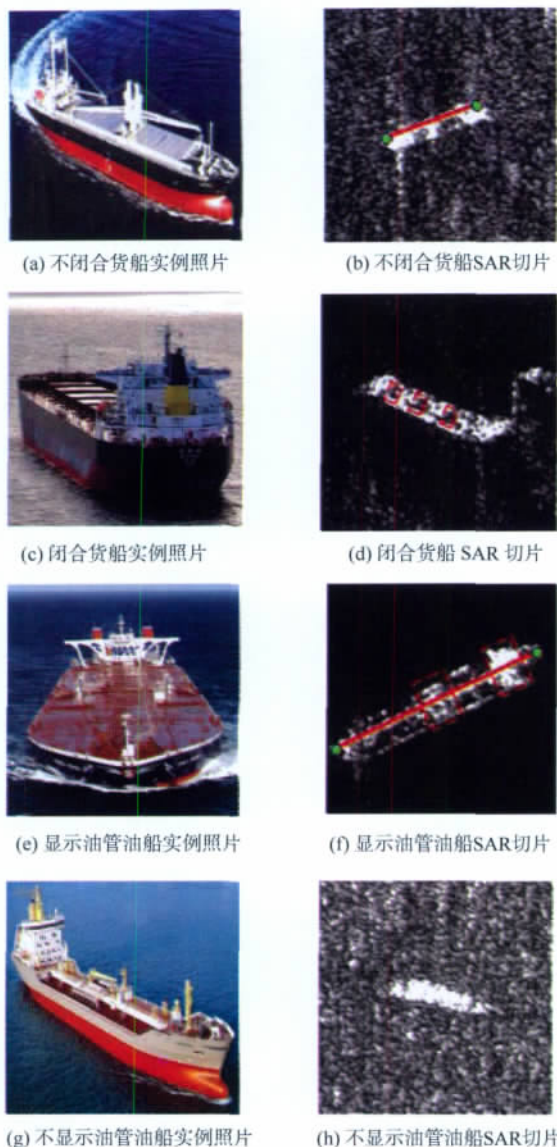 (a) 不闭合货船实例照片
(b) 不闭合货船SAR切片
(c) 闭合货船实例照片
(d) 闭合货船 SAR 切片
(e) 显示油管油船实例照片
(f) 显示油管油船SAR切片
(g) 不显示油管油船实例照片
(h) 不显示油管油船SAR切片